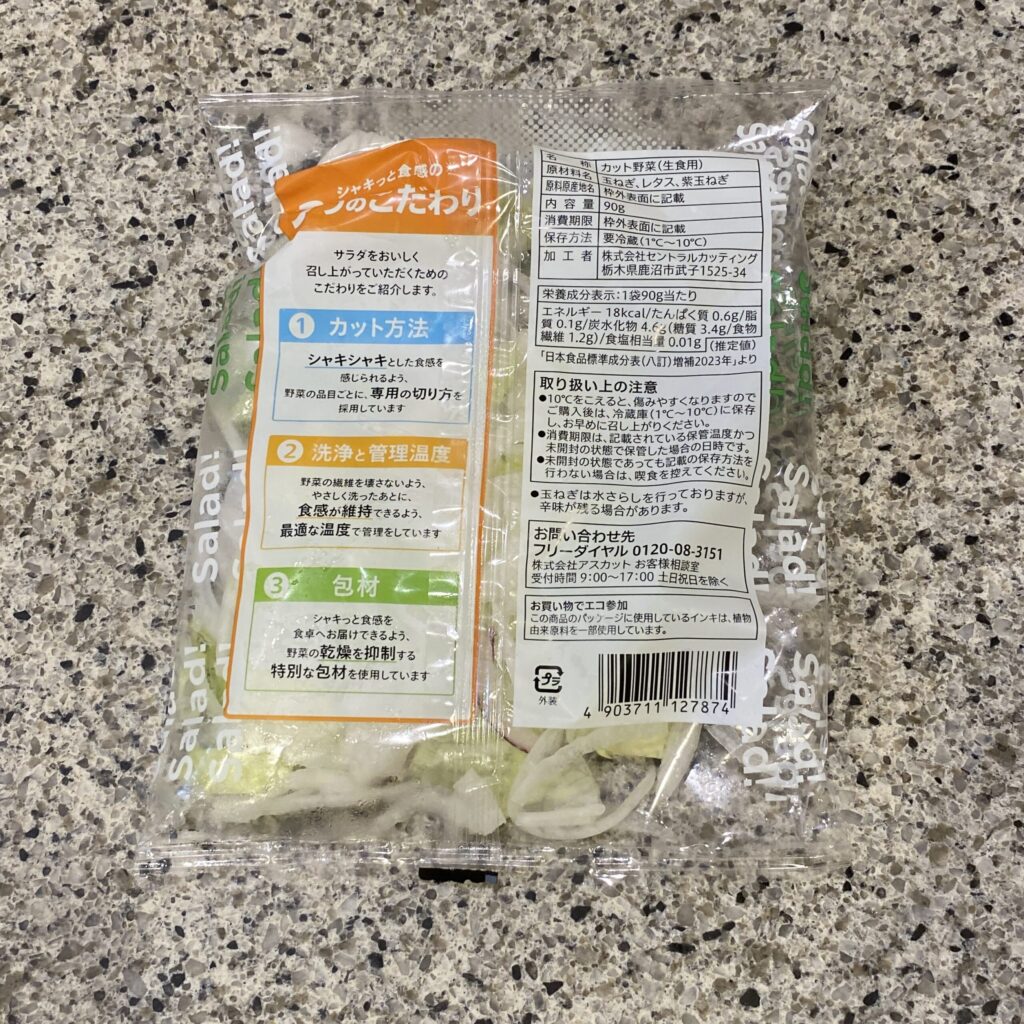 シャキっと食感の
のこだわり
サラダをおいしく
召し上がっていただくための
こだわりをご紹介します。
1 カット方法
シャキシャキとした食感を
感じられるよう、
野菜の品目ごとに、専用の切り方を
採用しています
2 洗浄と管理温度
野菜の繊維を壊さないよう、
やさしく洗ったあとに、
食感が維持できるよう、
最適な温度で管理をしています
3 包材
シャキっと食感を
食卓へお届けできるよう、
野菜の乾燥を抑制する
特別な包材を使用しています
名称 カット野菜(生食用)
原材料名 玉ねぎ、レタス、紫玉ねぎ
原料原産地名 枠外表面に記載
内容量 90g
消費期限 枠外表面に記載
保存方法 要冷蔵(1℃～10℃)
加工者 株式会社セントラルカッティング
栃木県鹿沼市武子1525-34
栄養成分表示:1袋90g当たり
エネルギー 18kcal/たんぱく質 0.6g/脂
質 0.1g/炭水化物 4.6g(糖質 3.4g/食物
繊維 1.2g)/食塩相当量 0.01g (推定値)
「日本食品標準成分表(八訂)増補2023年」より
取り扱い上の注意
●10℃をこえると、傷みやすくなりますので
ご購入後は、冷蔵庫(1℃～10℃)に保存
し、お早めに召し上がりください。
●消費期限は、記載されている保管温度かつ
未開封の状態で保管した場合の日時です。
●未開封の状態であっても記載の保存方法を
行わない場合は、喫食を控えてください。
●玉ねぎは水さらしを行っておりますが、
辛味が残る場合があります。
お問い合わせ先
フリーダイヤル 0120-08-3151
株式会社アスカット お客様相談室
受付時間 9:00～17:00 土日祝日を除く
お買い物でエコ参加
この商品のパッケージに使用しているインキは、植物
由来原料を一部使用しています。
プラ
外装
4 903711 127874
Salad!
Salad!
Salad!
Salad!